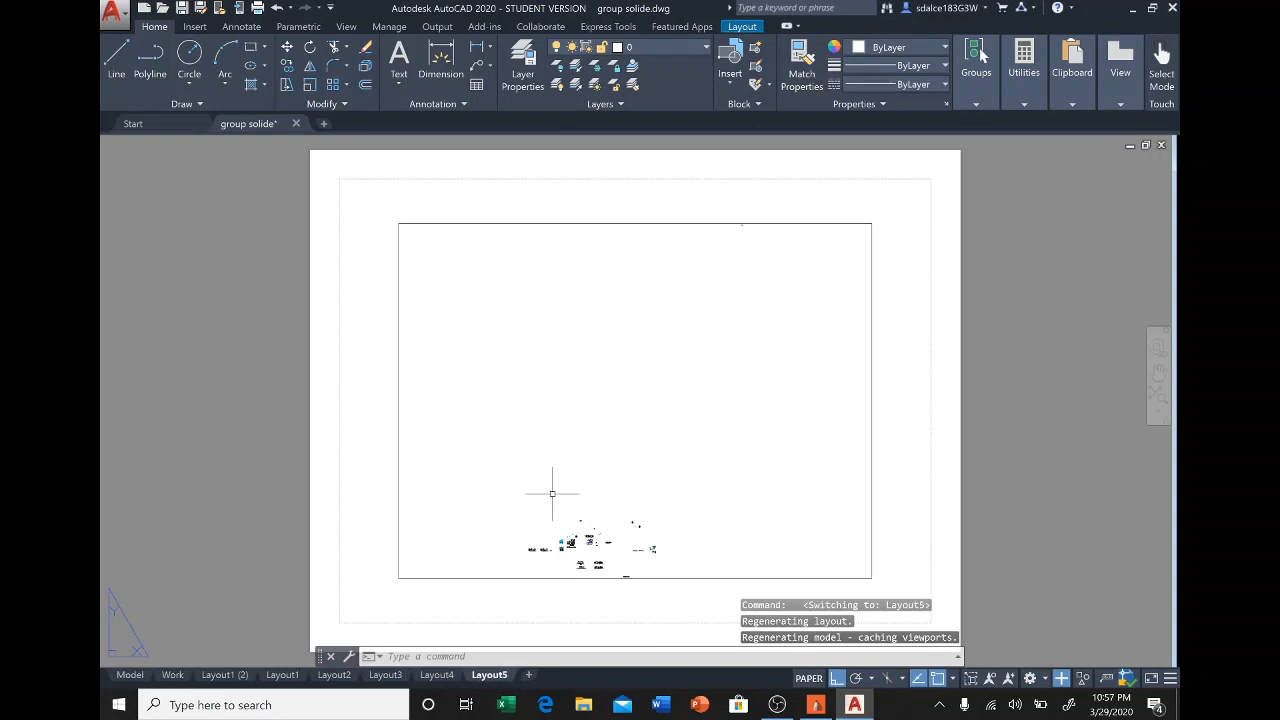 Autodesk AutoCAD 2020 - STUDENT VERSION group solide.dwg
Type a keyword or phrase
sdalce183G3W
Home Insert Annotate Parametric View Manage Output Add-ins Collaborate Express Tools Featured Apps Layout
Line Polyline Circle Arc
Text Dimension
Layer Properties
0
Insert
Match Properties
ByLayer
ByLayer
ByLayer
Groups
Utilities
Clipboard
View
Select Mode
Draw Modify Annotation Layers Block Properties Touch
Start group solide*
Command: <Switching to: Layout5>
Regenerating layout.
Regenerating model - caching viewports.
Type a command
Y
X
Model Work Layout1 (2) Layout1 Layout2 Layout3 Layout4 Layout5 + PAPER
Type here to search
10:57 PM
3/29/2020
4